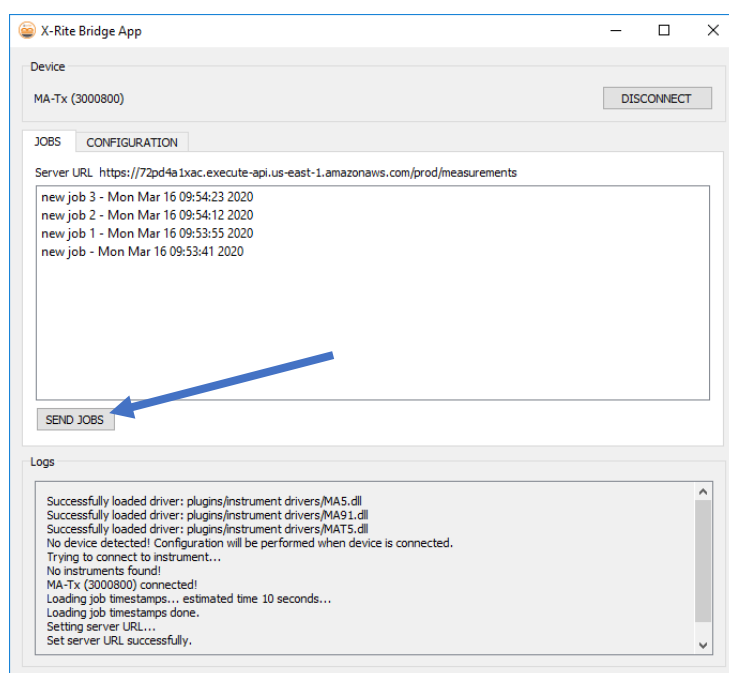 X-Rite Bridge App
Device
MA-Tx (3000800)
DISCONNECT
JOBS
CONFIGURATION
Server URL https://72pd4a1xac.execute-api.us-east-1.amazonaws.com/prod/measurements
new job 3 - Mon Mar 16 09:54:23 2020
new job 2 - Mon Mar 16 09:54:12 2020
new job 1 - Mon Mar 16 09:53:55 2020
new job - Mon Mar 16 09:53:41 2020
SEND JOBS
Logs
Successfully loaded driver: plugins/instrument drivers/MA5.dll
Successfully loaded driver: plugins/instrument drivers/MA91.dll
Successfully loaded driver: plugins/instrument drivers/MAT5.dll
No device detected! Configuration will be performed when device is connected.
Trying to connect to instrument...
No instruments found!
MA-Tx (3000800) connected!
Loading job timestamps... estimated time 10 seconds...
Loading job timestamps done.
Setting server URL...
Set server URL successfully.